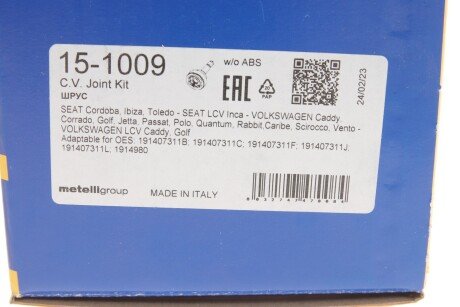 15-1009
w/o ABS
C.V. Joint Kit
ШРУС
EAC
PAP
24/02/23
SEAT Cordoba, Ibiza, Toledo - SEAT LCV Inca - VOLKSWAGEN Caddy,
Corrado, Golf, Jetta, Passat, Polo, Quantum, Rabbit,Caribe, Scirocco, Vento -
VOLKSWAGEN LCV Caddy, Golf
Adaptable for OES: 191407311B; 191407311C; 191407311F; 191407311J;
191407311L; 1914980
metelligroup
MADE IN ITALY